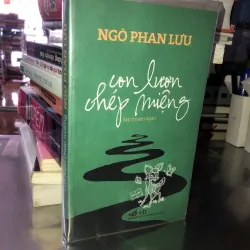 NGÔ PHAN LƯU
con lươn
chép miệng